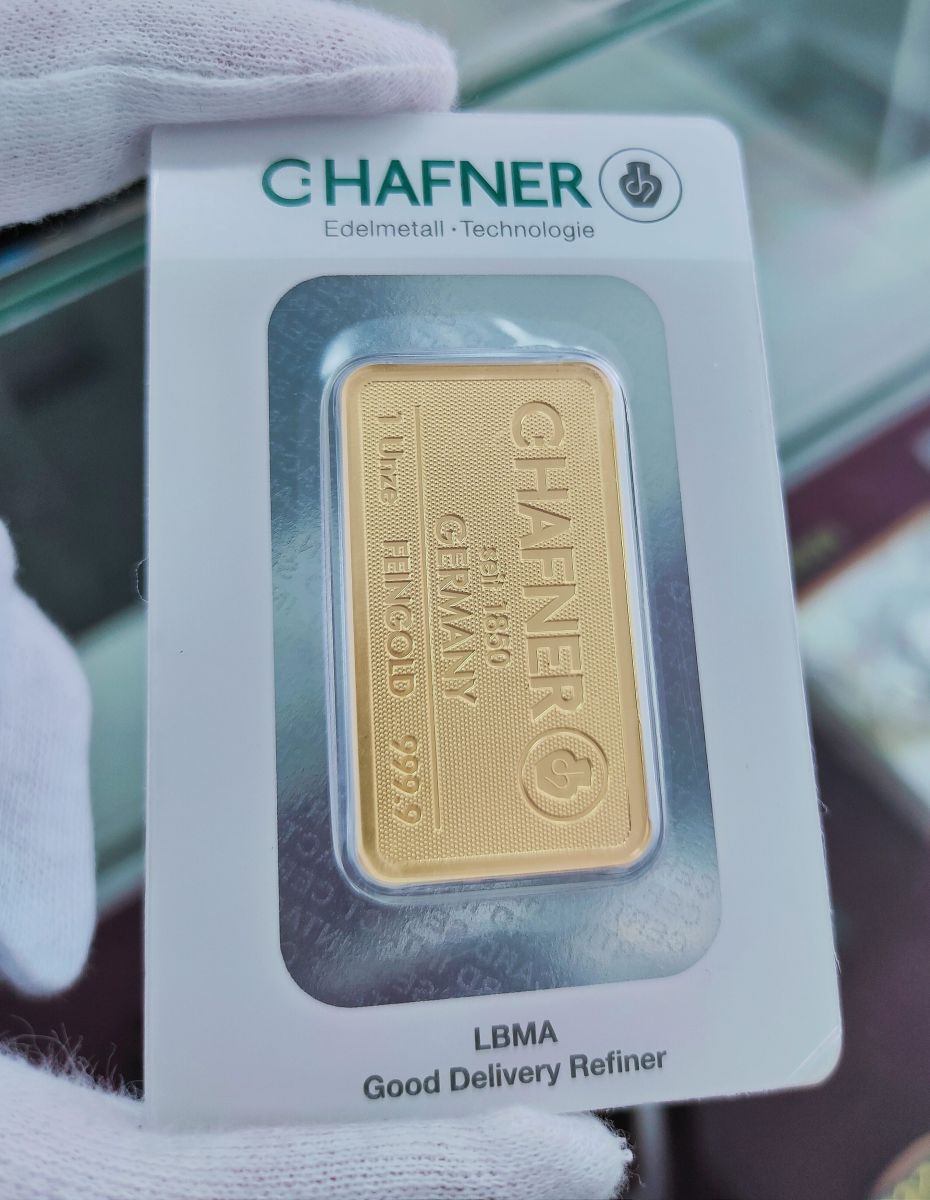 C·HAFNER
Edelmetall · Technologie
C·HAFNER
seit 1850
GERMANY
1 Unze FEINGOLD 999.9
LBMA
Good Delivery Refiner